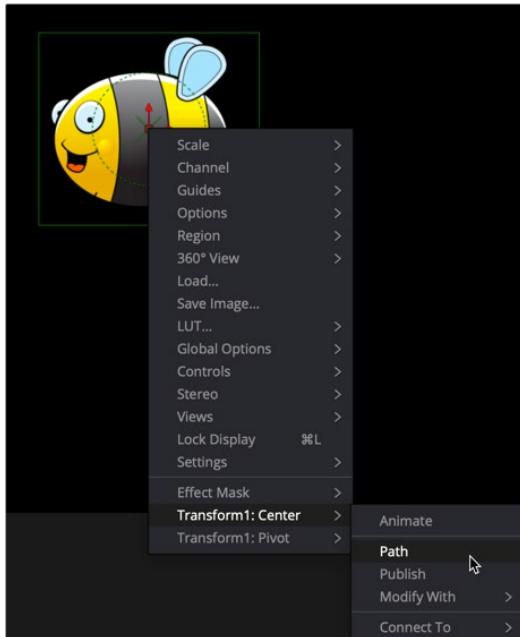 Scale
Channel
Guides
Options
Region
360° View
Load...
Save Image...
LUT...
Global Options
Controls
Stereo
Views
Lock Display ⌘L
Settings
Effect Mask
Transform1: Center
Transform1: Pivot
Animate
Path
Publish
Modify With
Connect To